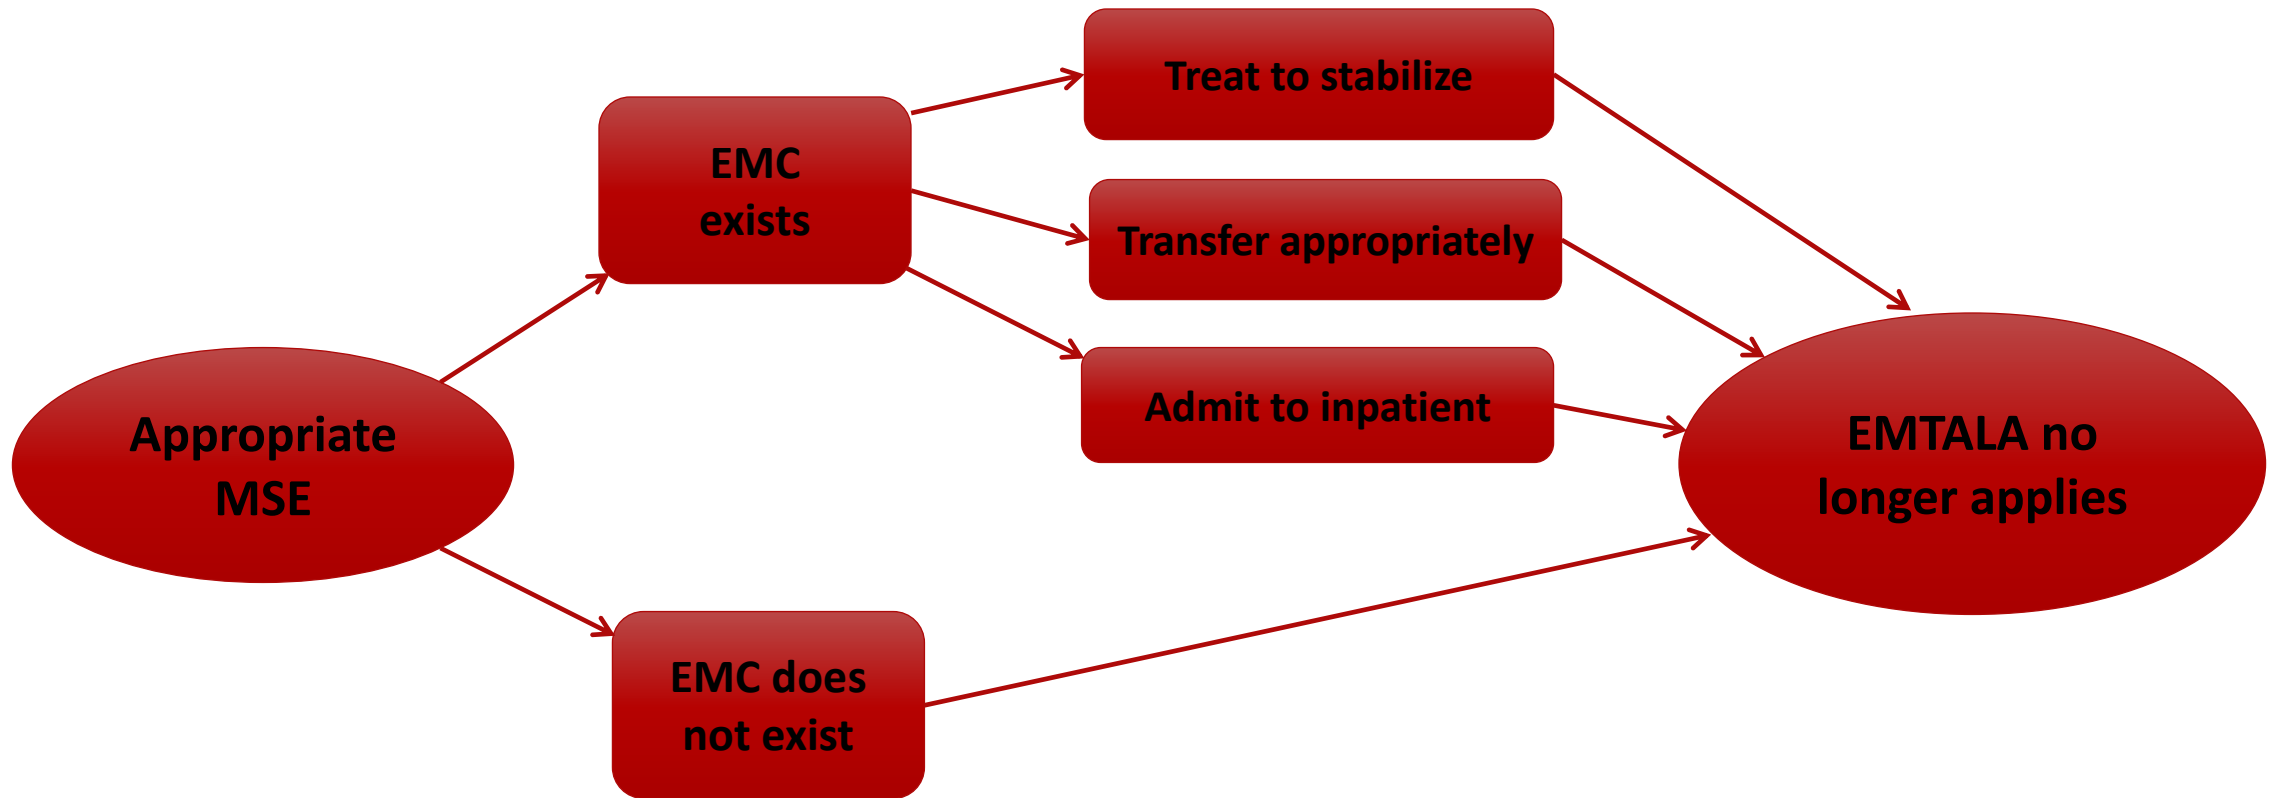 Treat to stabilize
EMC
exists
Transfer appropriately
Admit to inpatient
Appropriate
MSE
EMTALA no
longer applies
EMC does
not exist